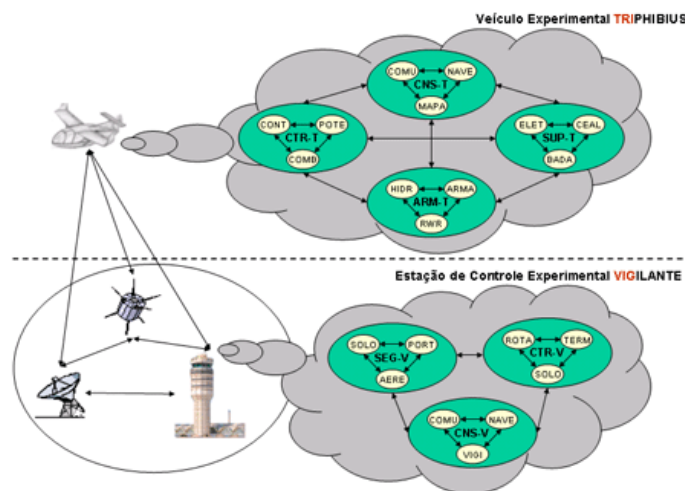 Veículo Experimental TRIPHIBIUS
COMU NAVE
CNS-T
MAPA
CONT POTE
CTR-T
COMB
ELET CEAL
SUP-T
BADA
HIDR ARMA
ARM-T
RWR
Estação de Controle Experimental VIGILANTE
SOLO PORT
SEG-V
AERE
ROTA TERM
CTR-V
SOLO
COMU NAVE
CNS-V
VIGI